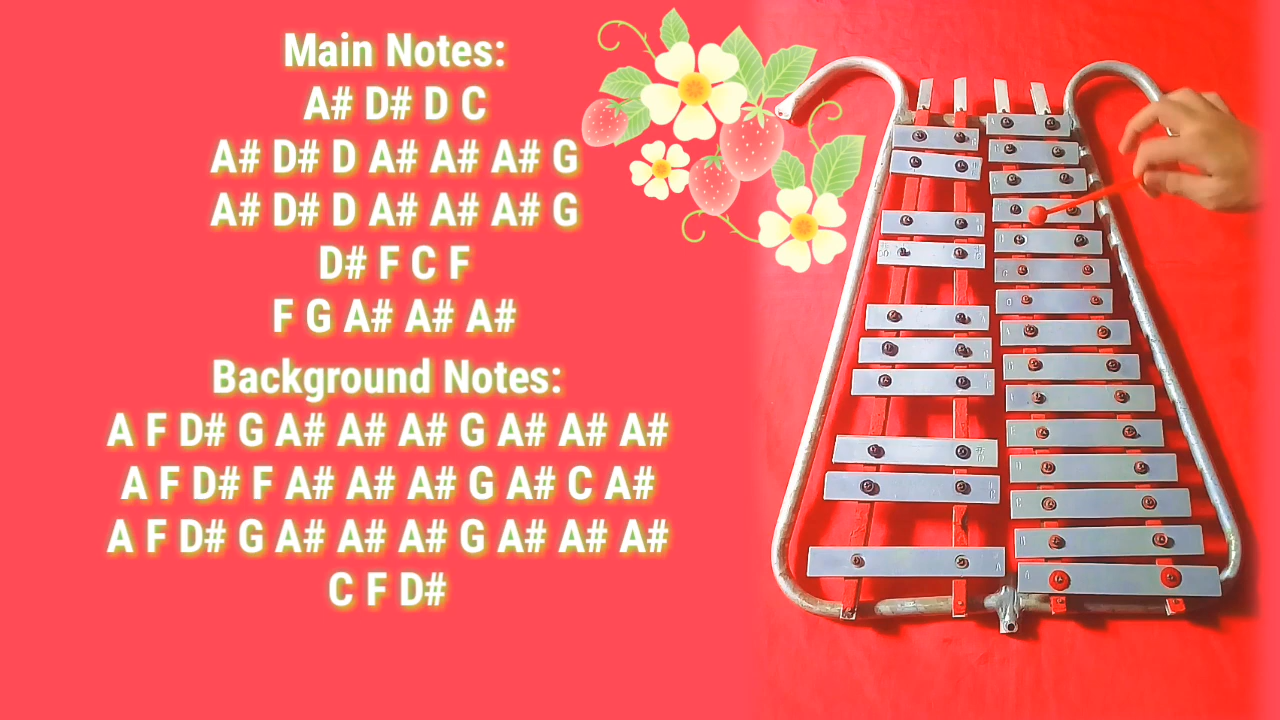 Main Notes:
A# D# D C
A# D# D A# A# A# G
A# D# D A# A# A# G
D# F C F
F G A# A# A#
Background Notes:
A F D# G A# A# A# G A# A# A#
A F D# F A# A# A# G A# C A#
A F D# G A# A# A# G A# A# A#
C F D#